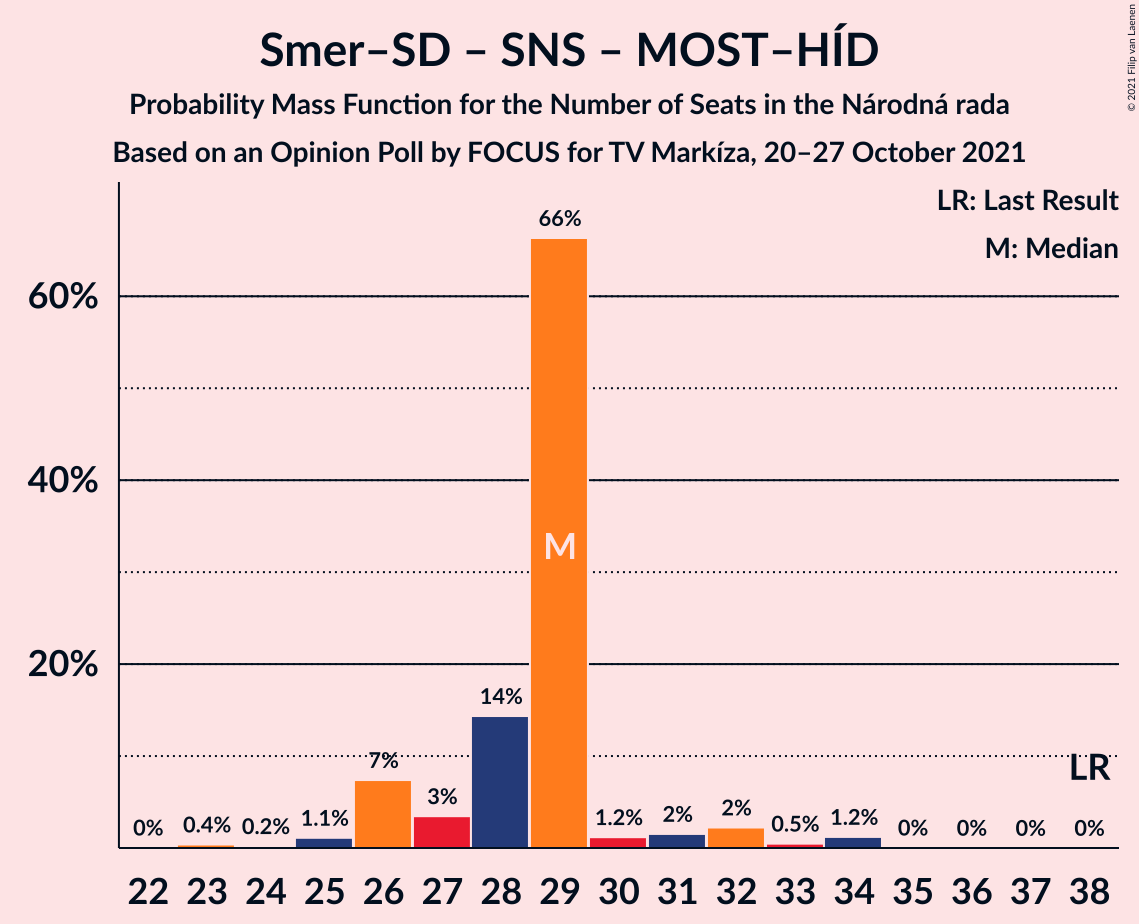 Smer–SD – SNS – MOST–HÍD
Probability Mass Function for the Number of Seats in the Národná rada
Based on an Opinion Poll by FOCUS for TV Markíza, 20–27 October 2021
© 2021 Filip van Laenen
LR: Last Result
M: Median
60%
40%
20%
0%
0.4%
0.2%
1.1%
7%
3%
14%
66%
M
1.2%
2%
2%
0.5%
1.2%
0%
0%
0%
0%
LR
22 23 24 25 26 27 28 29 30 31 32 33 34 35 36 37 38